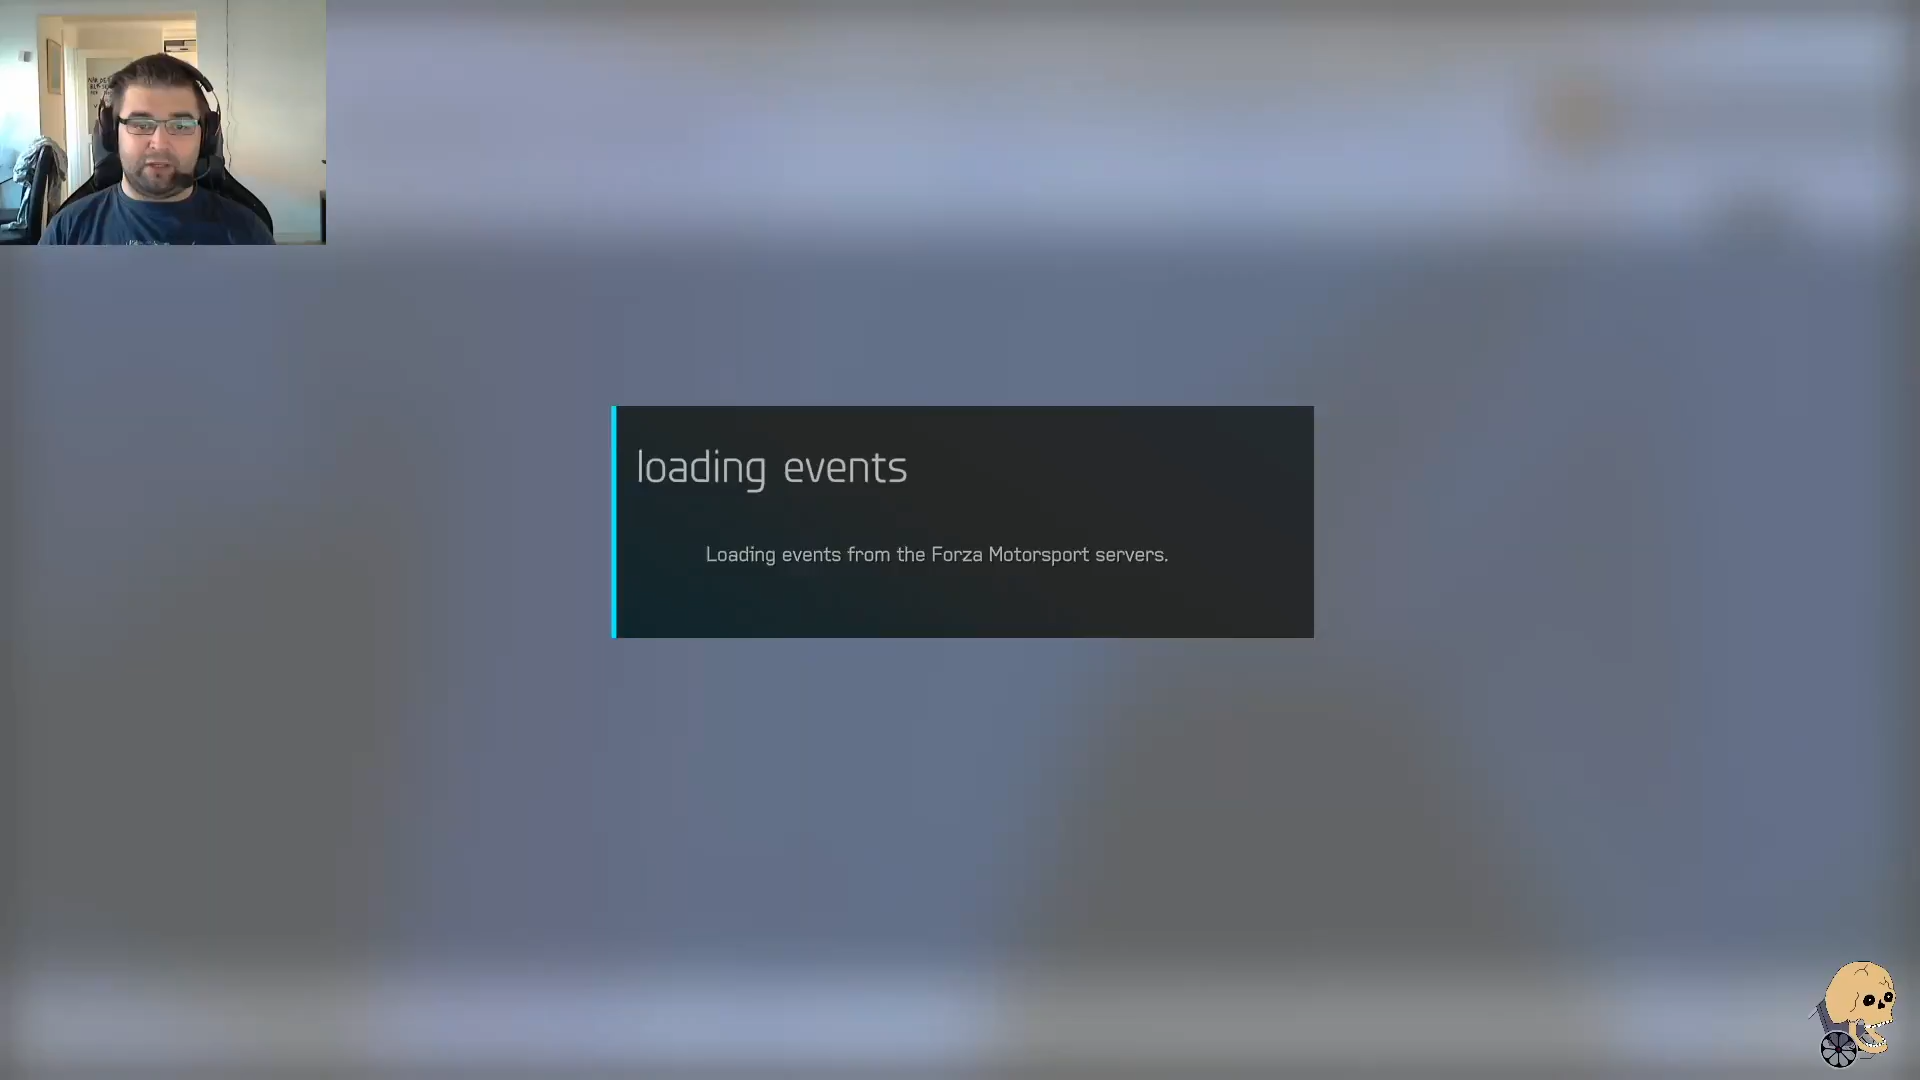 loading events
Loading events from the Forza Motorsport servers.